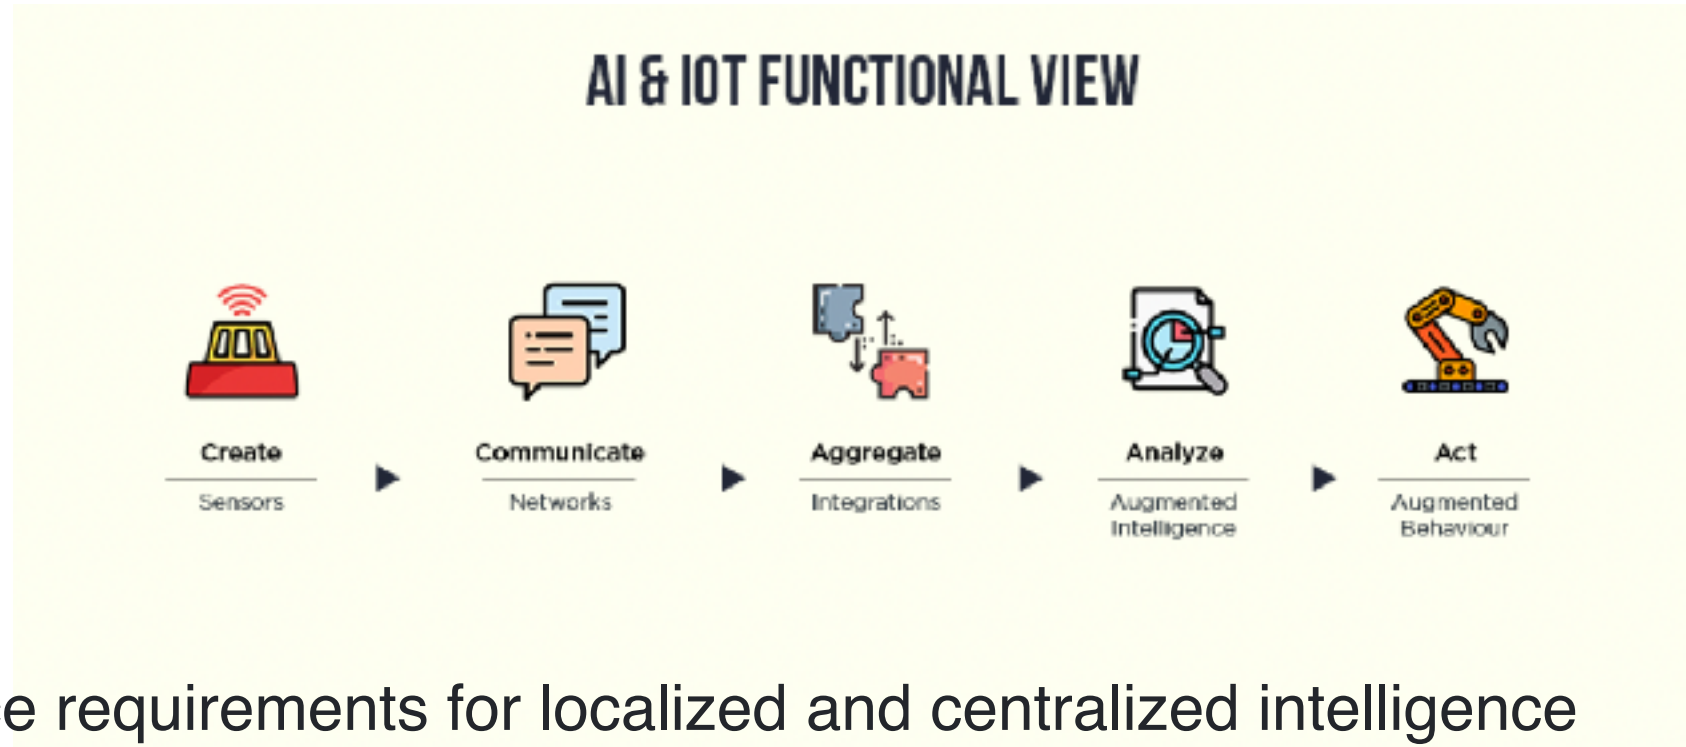 AI & IOT FUNCTIONAL VIEW
Create
Sensors
Communicate
Networks
Aggregate
Integrations
Analyze
Augmented
Intelligence
Act
Augmented
Behaviour
requirements for localized and centralized intelligence